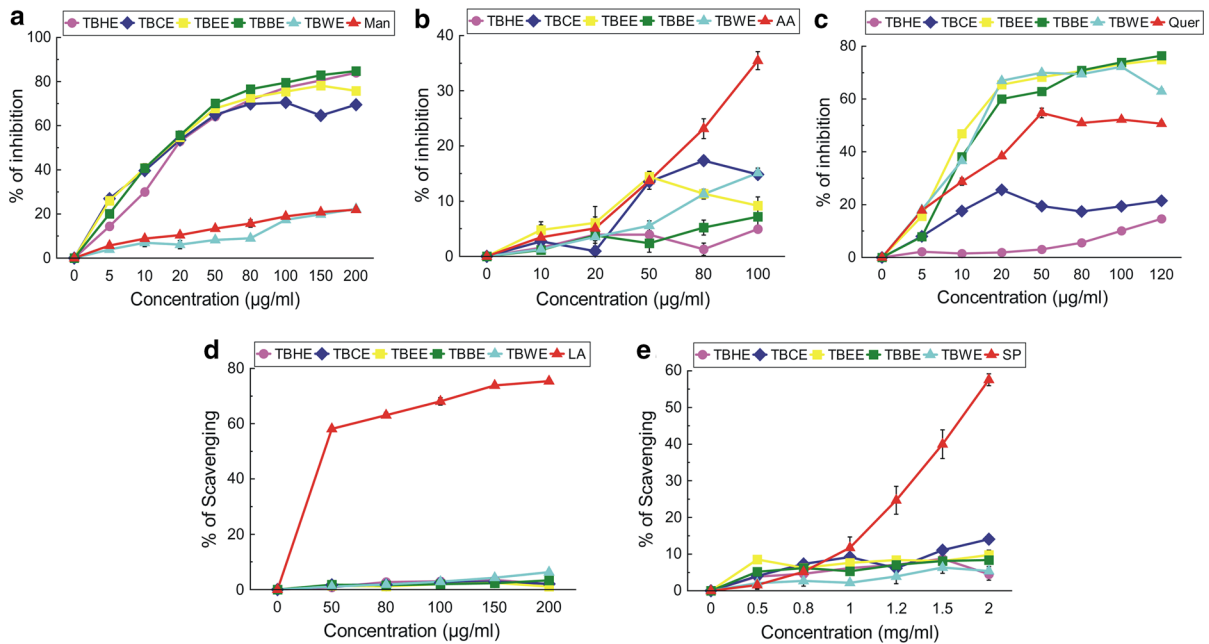 a
TBHE TBCE TBEE TBBE TBWE Man
% of inhibition
100
80
60
40
20
0
0 5 10 20 50 80 100 150 200
Concentration (μg/ml)
b
TBHE TBCE TBEE TBBE TBWE AA
% of inhibition
40
30
20
10
0
0 10 20 50 80 100
Concentration (μg/ml)
c
TBHE TBCE TBEE TBBE TBWE Quer
% of inhibition
80
60
40
20
0
0 5 10 20 50 80 100 120
Concentration (μg/ml)
d
TBHE TBCE TBEE TBBE TBWE LA
% of Scavenging
80
60
40
20
0
0 50 80 100 150 200
Concentration (μg/ml)
e
TBHE TBCE TBEE TBBE TBWE SP
% of Scavenging
60
50
40
30
20
10
0
0 0.5 0.8 1 1.2 1.5 2
Concentration (mg/ml)